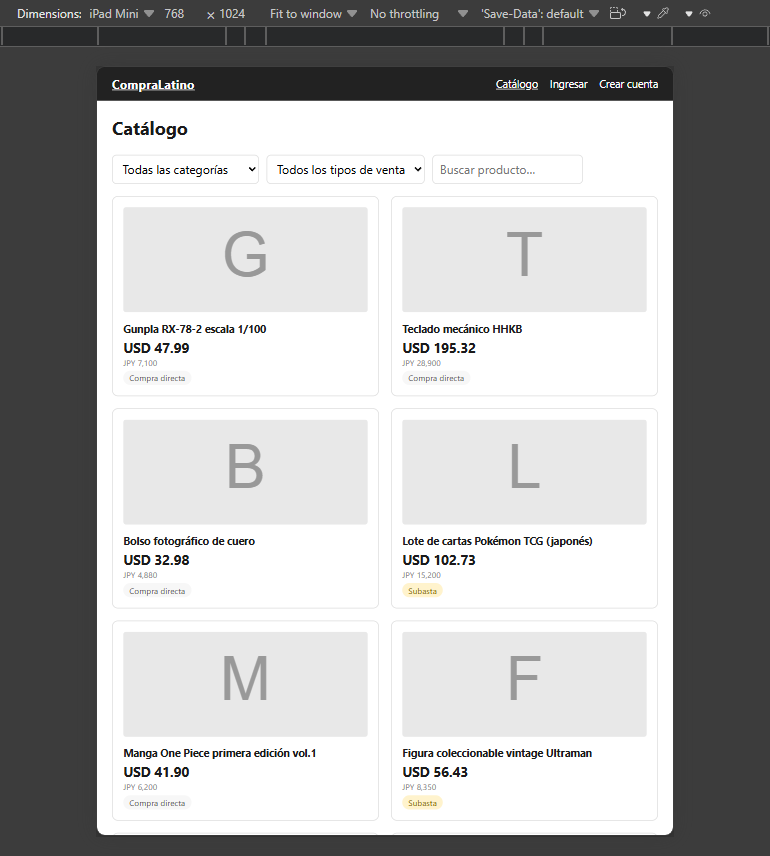 Dimensions: iPad Mini 768 × 1024 Fit to window No throttling 'Save-Data': default
CompraLatino Catálogo Ingresar Crear cuenta
Catálogo
Todas las categorías Todos los tipos de venta Buscar producto...
G T
Gunpla RX-78-2 escala 1/100 Teclado mecánico HHKB
USD 47.99 USD 195.32
JPY 7,100 JPY 28,900
Compra directa Compra directa
B L
Bolso fotográfico de cuero Lote de cartas Pokémon TCG (japonés)
USD 32.98 USD 102.73
JPY 4,880 JPY 15,200
Compra directa Subasta
M F
Manga One Piece primera edición vol.1 Figura coleccionable vintage Ultraman
USD 41.90 USD 56.43
JPY 6,200 JPY 8,350
Compra directa Subasta